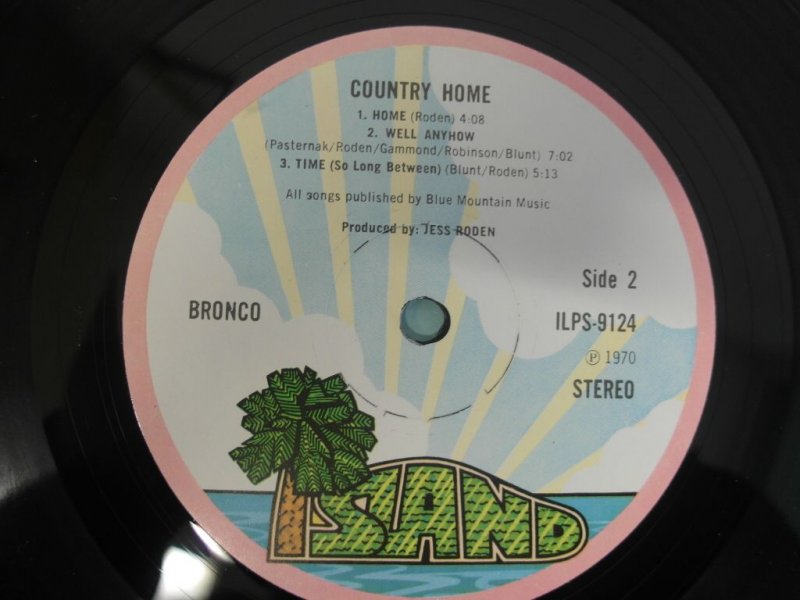 COUNTRY HOME
1. HOME (Roden) 4:08
2. WELL ANYHOW
(Pasternak/Roden/Gammond/Robinson/Blunt) 7:02
3. TIME (So Long Between) (Blunt/Roden) 5:13
All songs published by Blue Mountain Music
Produced by: JESS RODEN
BRONCO
Side 2
ILPS-9124
Ⓟ 1970
STEREO
ISLAND